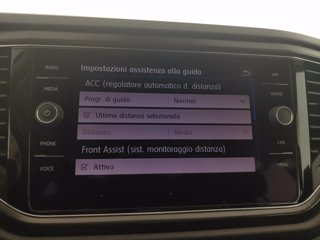 Impostazioni assistenza alla guida
ACC (regolatore automatico d. distanza)
Progr. di guida: Normal
Ultima distanza selezionata
Distanza: Media
Front Assist (sist. monitoraggio distanza)
Attivo
RADIO
MEDIA
PHONE
VOICE
APP
SOUND
CAR
MENU